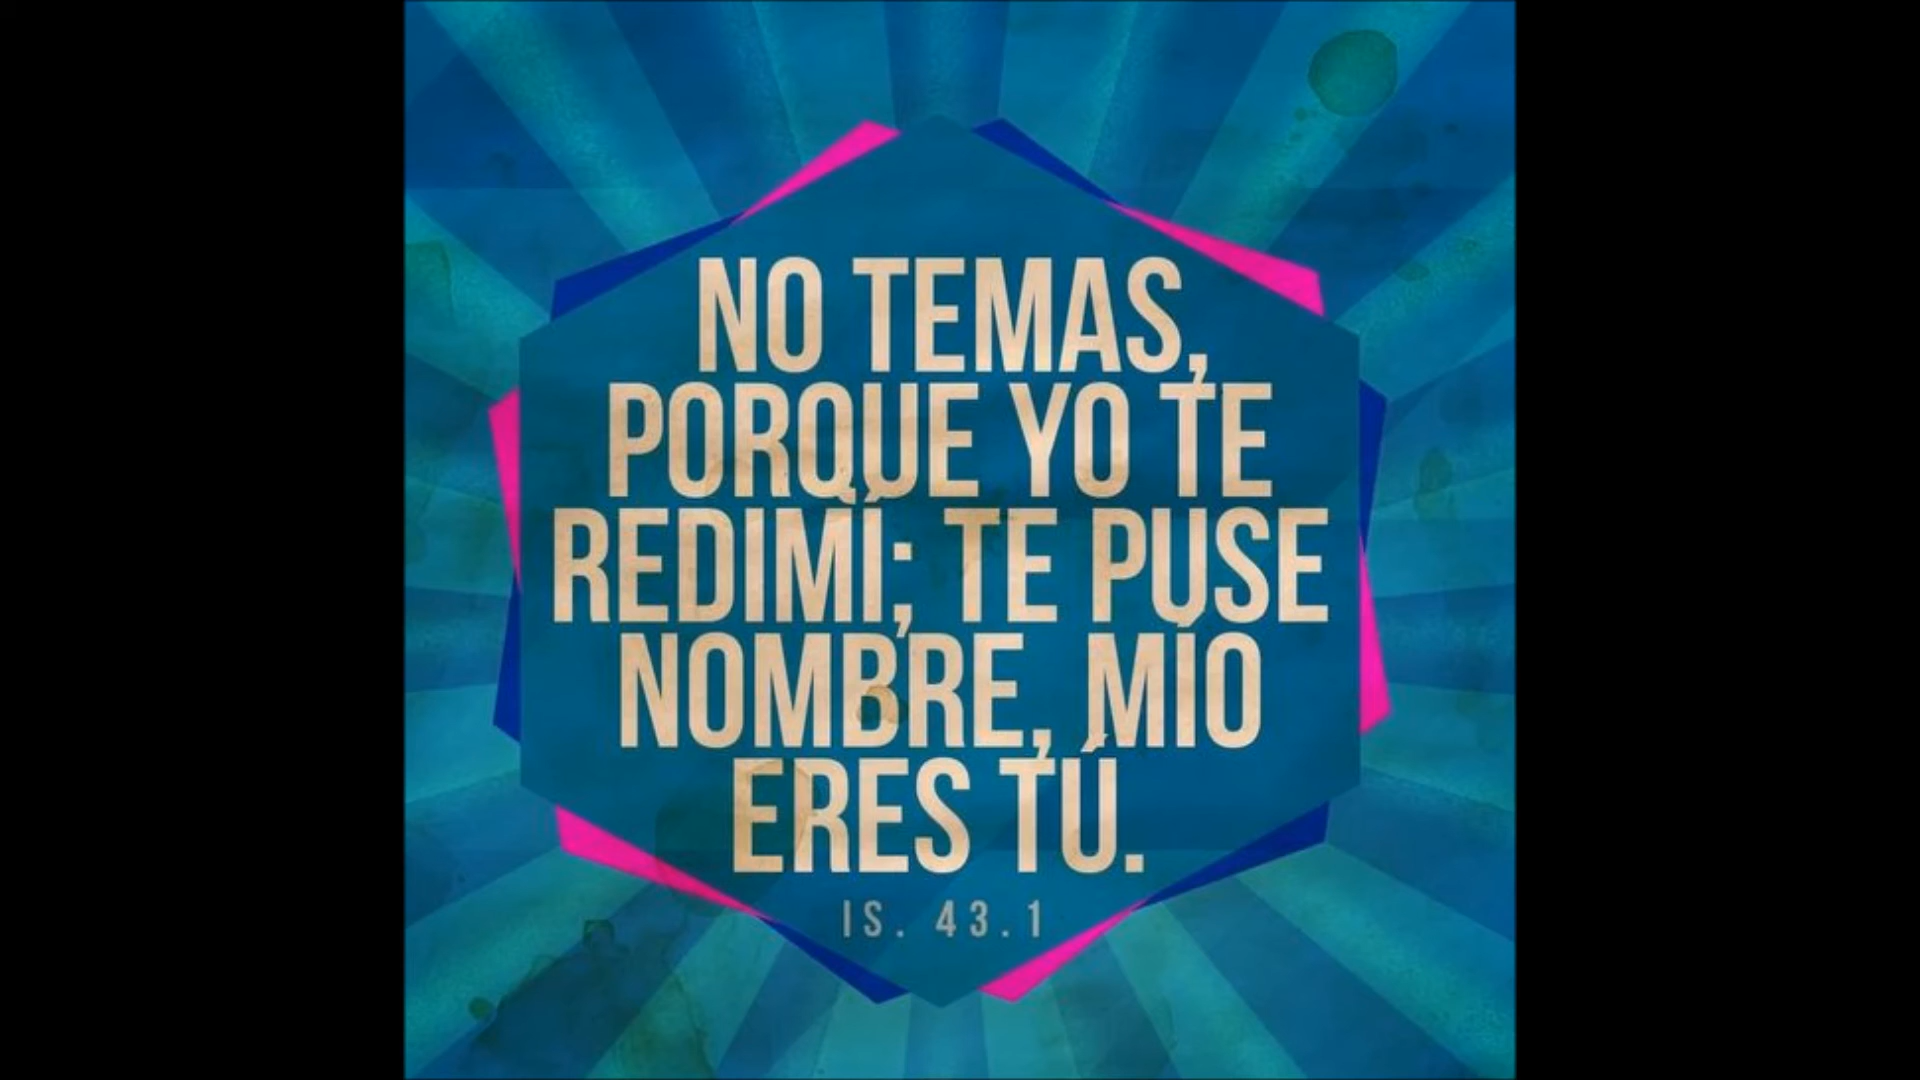 NO TEMAS,
PORQUE YO TE
REDIMÍ; TE PUSE
NOMBRE, MÍO
ERES TÚ.
IS. 43.1